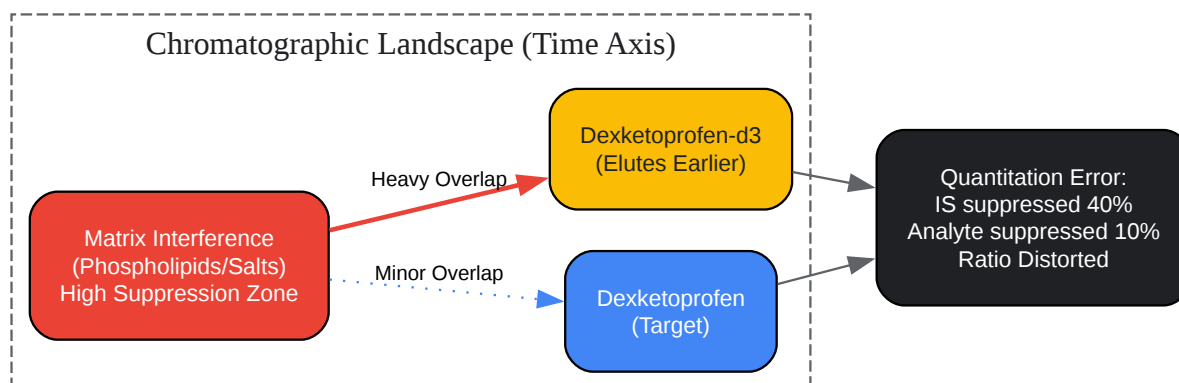 Chromatographic Landscape (Time Axis)
Matrix Interference
(Phospholipids/Salts)
High Suppression Zone
Heavy Overlap
Minor Overlap
Dexketoprofen-d3
(Elutes Earlier)
Dexketoprofen
(Target)
Quantitation Error:
IS suppressed 40%
Analyte suppressed 10%
Ratio Distorted